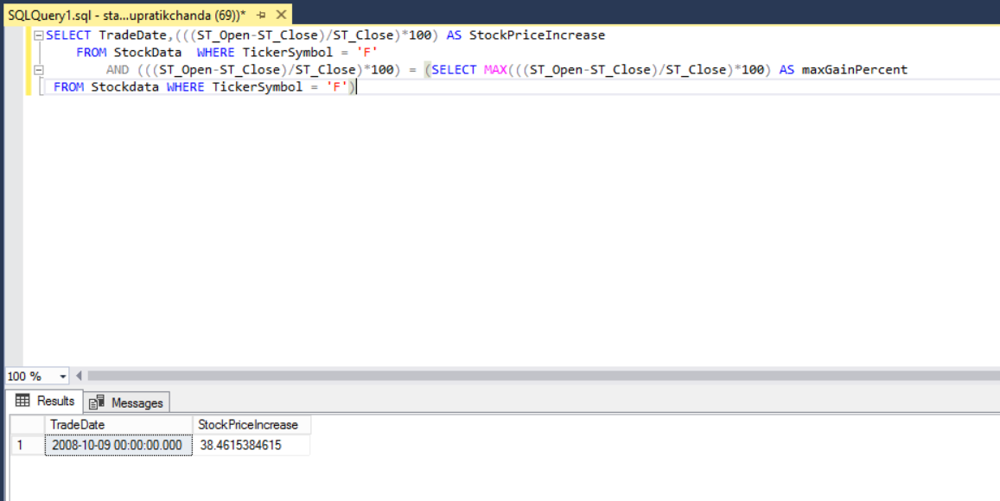 SQLQuery1.sql - sta...upratikchanda (69))*
SELECT TradeDate,(((ST_Open-ST_Close)/ST_Close)*100) AS StockPriceIncrease
FROM StockData WHERE TickerSymbol = 'F'
AND (((ST_Open-ST_Close)/ST_Close)*100) = (SELECT MAX(((ST_Open-ST_Close)/ST_Close)*100) AS maxGainPercent
FROM Stockdata WHERE TickerSymbol = 'F')
100 %
Results Messages
TradeDate StockPriceIncrease
1 2008-10-09 00:00:00.000 38.4615384615